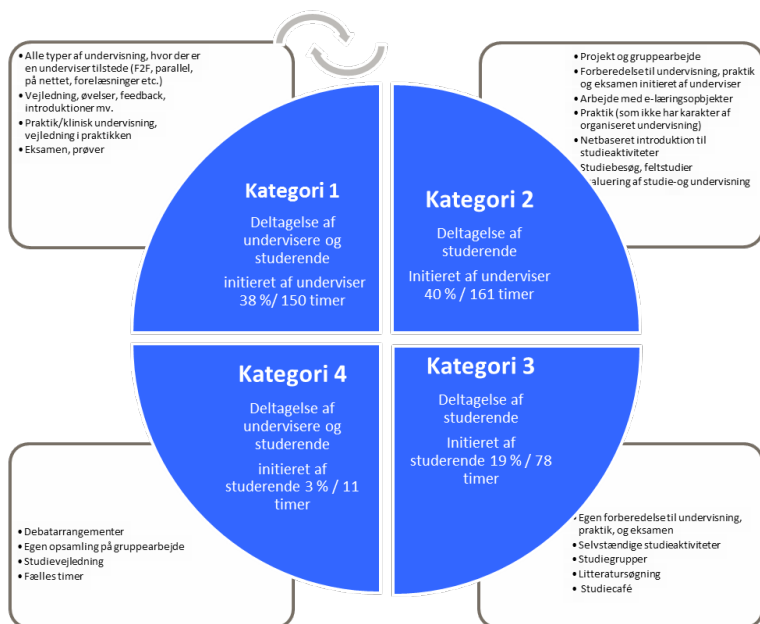 • Alle typer af undervisning, hvor der er
en underviser tilstede (F2F, parallel,
på nettet, forelæsninger etc.)
• Vejledning, øvelser, feedback,
introduktioner mv.
• Praktik/klinisk undervisning,
vejledning i praktikken
• Eksamen, prøver
• Projekt og gruppearbejde
• Forberedelse til undervisning, praktik
og eksamen initieret af underviser
• Arbejde med e-læringsobjekter
• Praktik (som ikke har karakter af
organiseret undervisning)
• Netbaseret introduktion til
studieaktiviteter
Studiebesøg, feltstudier
valuering af studie-og undervisning
Kategori 1
Deltagelse af
undervisere og
studerende
initieret af underviser
38 %/ 150 timer
Kategori 2
Deltagelse af
studerende
Initieret af underviser
40 % / 161 timer
Kategori 4
Deltagelse af
undervisere og
studerende
initieret af
studerende 3 % / 11
timer
Kategori 3
Deltagelse af
studerende
Initieret af
studerende 19 % / 78
timer
• Debatarrangementer
• Egen opsamling på gruppearbejde
• Studievejledning
• Fælles timer
• Egen forberedelse til undervisning,
praktik, og eksamen
• Selvstændige studieaktiviteter
• Studiegrupper
• Litteratursøgning
• Studiecafé